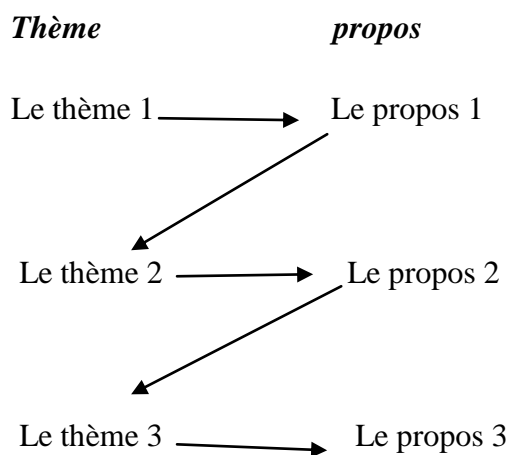 Thème propos
Le thème 1 Le propos 1
Le thème 2 Le propos 2
Le thème 3 Le propos 3